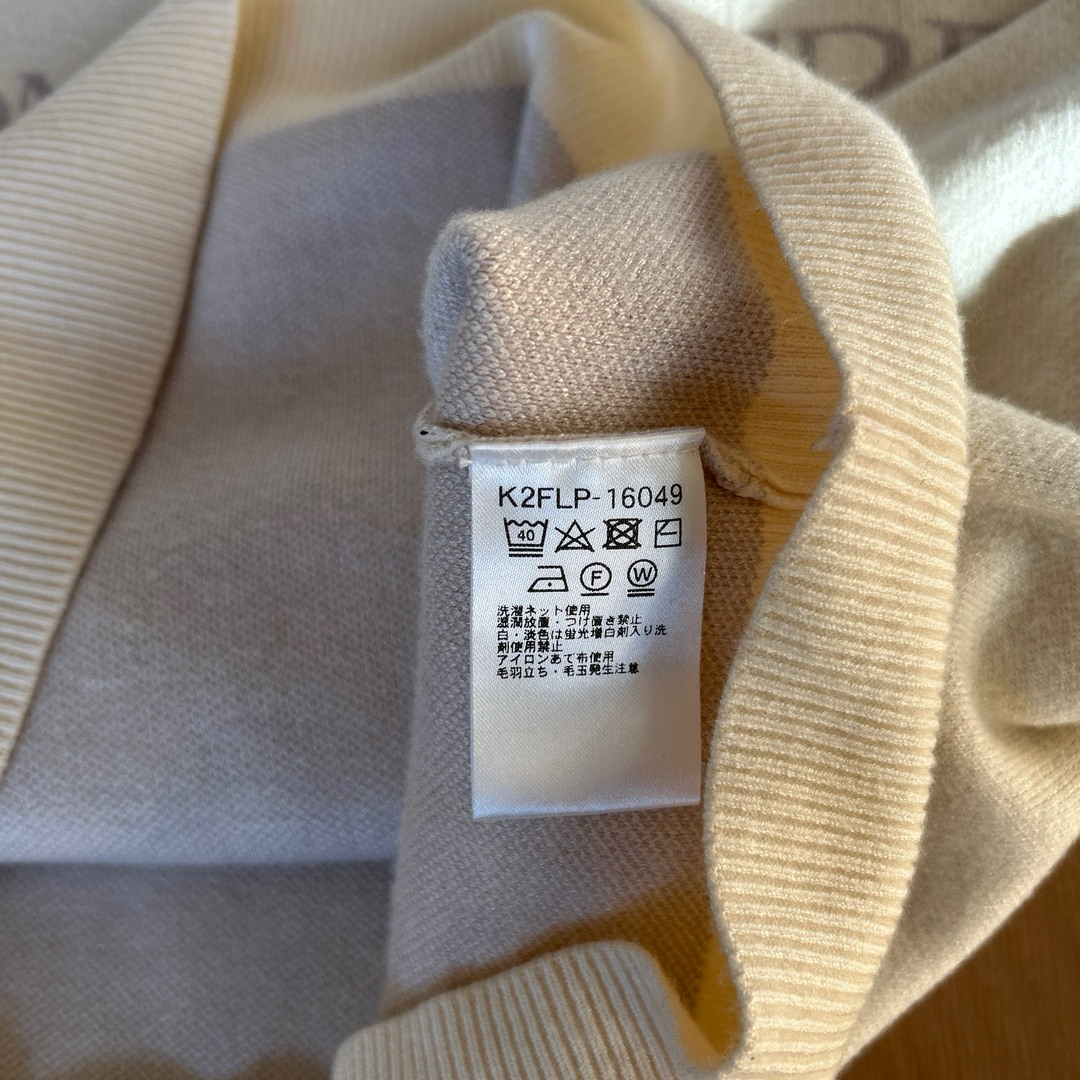 K2FLP-16049
40
F W
洗濯ネット使用
濡潤放置・つけ置き禁止
白・淡色は蛍光増白剤入り洗
剤使用禁止
アイロンあて布使用
毛羽立ち・毛玉発生注意